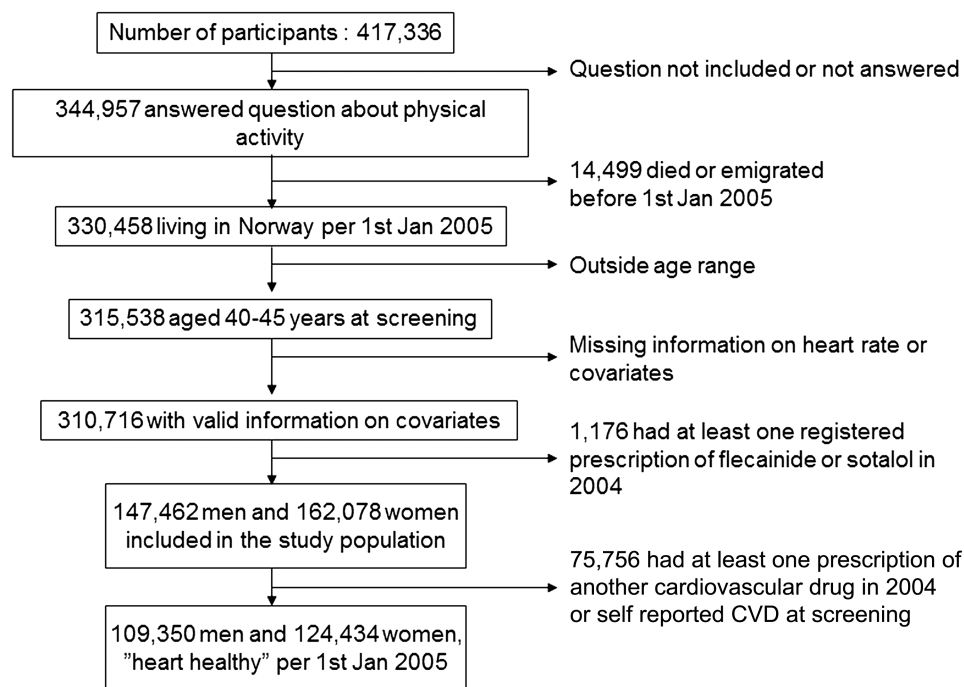 Number of participants : 417,336
Question not included or not answered
344,957 answered question about physical
activity
14,499 died or emigrated
before 1st Jan 2005
330,458 living in Norway per 1st Jan 2005
Outside age range
315,538 aged 40-45 years at screening
Missing information on heart rate or
covariates
310,716 with valid information on covariates
1,176 had at least one registered
prescription of flecainide or sotalol in
2004
147,462 men and 162,078 women
included in the study population
75,756 had at least one prescription of
another cardiovascular drug in 2004
or self reported CVD at screening
109,350 men and 124,434 women,
”heart healthy” per 1st Jan 2005